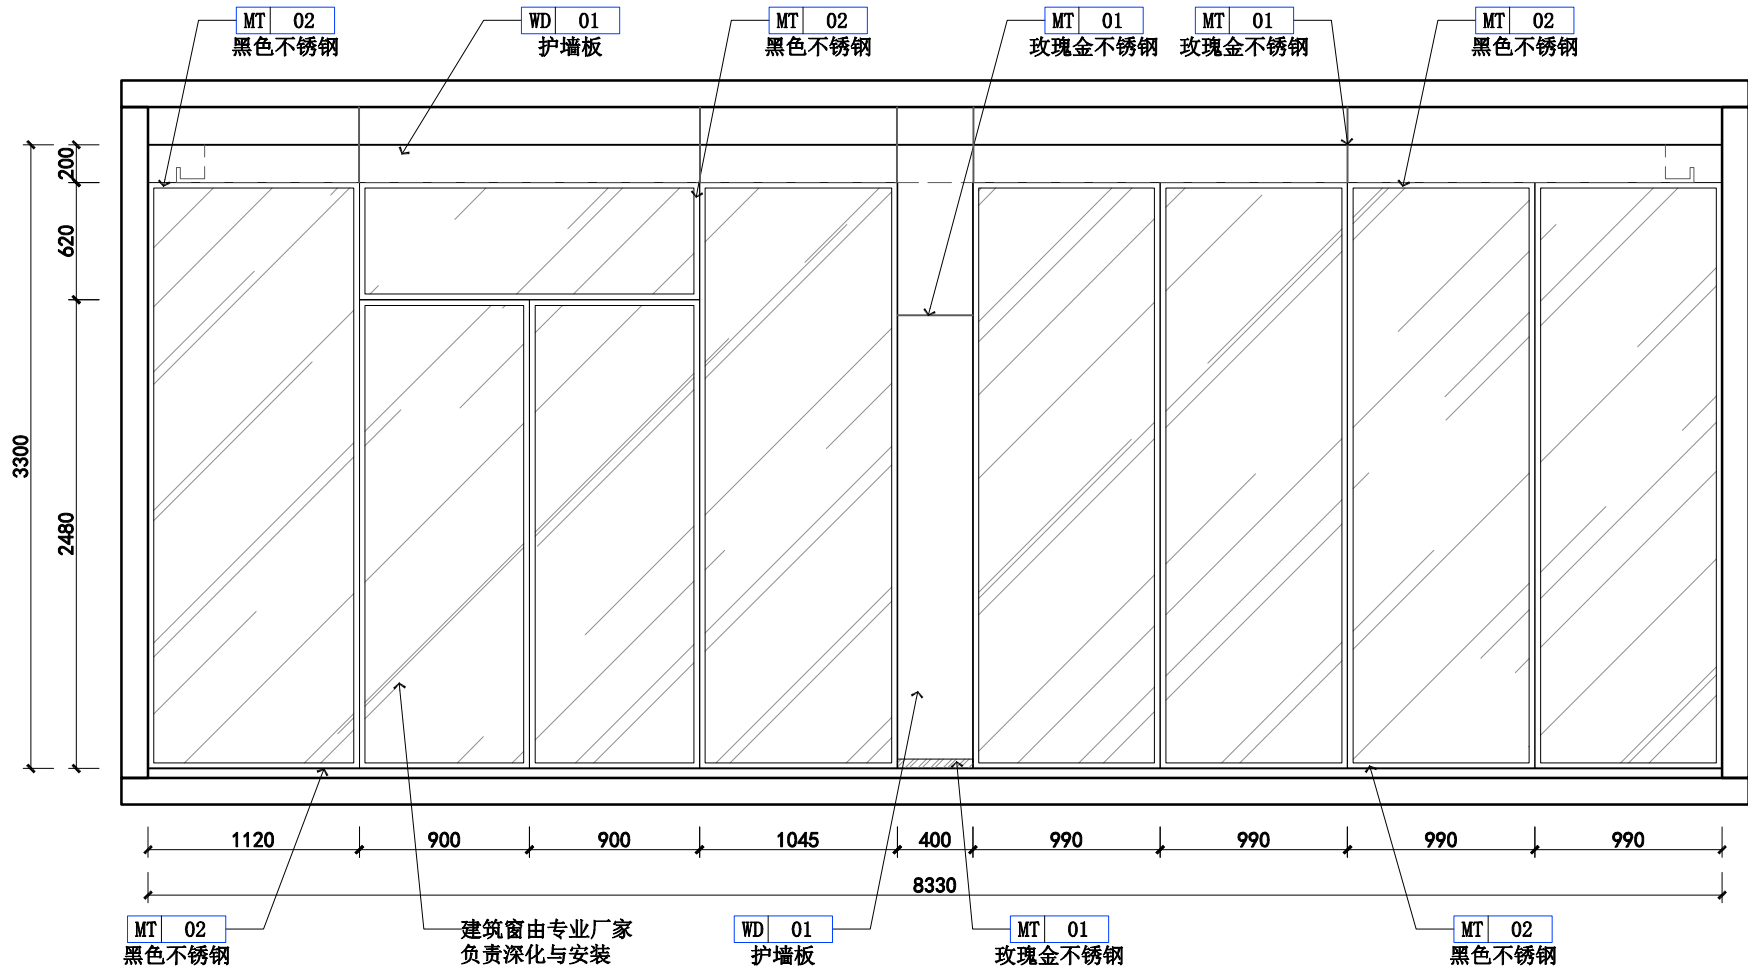 MT 02
黑色不锈钢
WD 01
护墙板
MT 02
黑色不锈钢
MT 01
玫瑰金不锈钢
MT 01
玫瑰金不锈钢
MT 02
黑色不锈钢
200
620
3300
2480
1120
900
900
1045
400
990
990
990
990
8330
MT 02
黑色不锈钢
建筑窗由专业厂家
负责深化与安装
WD 01
护墙板
MT 01
玫瑰金不锈钢
MT 02
黑色不锈钢